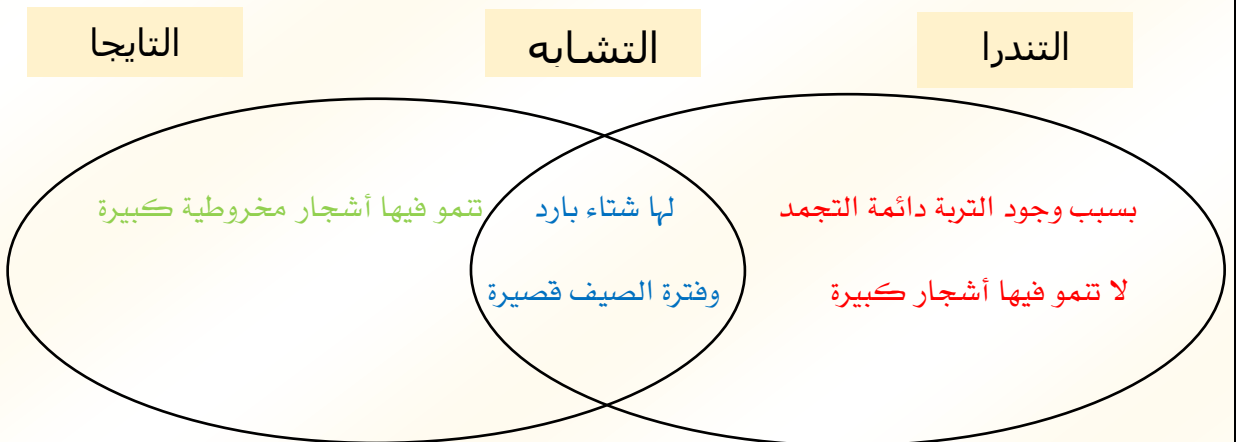 التندرا
التشابه
التايجا
بسبب وجود التربة دائمة التجمد
لا تنمو فيها أشجار كبيرة
لها شتاء بارد
وفترة الصيف قصيرة
تنمو فيها أشجار مخروطية كبيرة